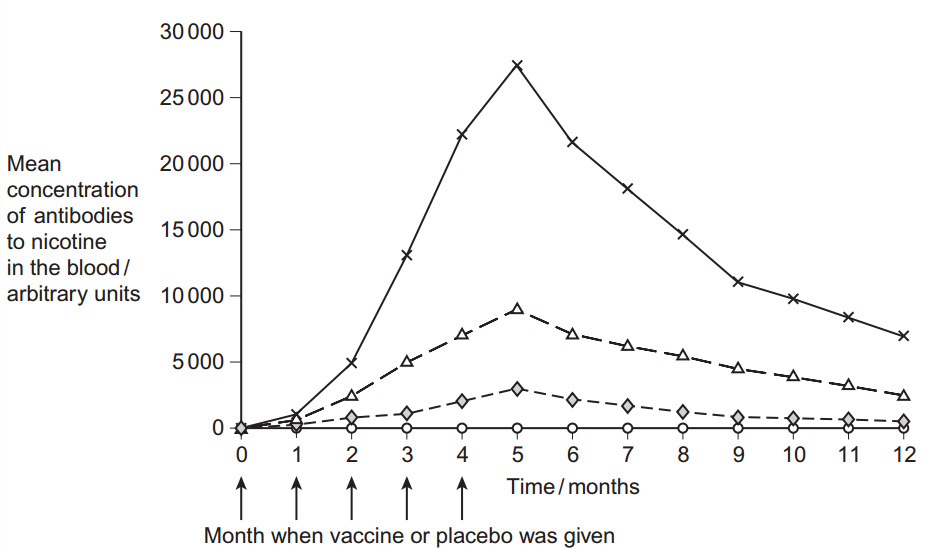 30 000
25 000
20 000
15 000
10 000
5 000
0
Mean
concentration
of antibodies
to nicotine
in the blood /
arbitrary units
0 1 2 3 4 5 6 7 8 9 10 11 12
Time / months
Month when vaccine or placebo was given